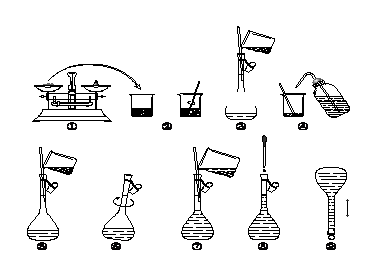 ① ② ③ ④
⑤ ⑥ ⑦ ⑧ ⑨